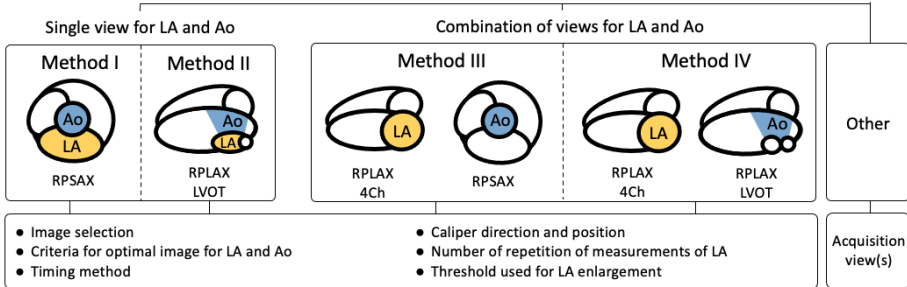 Single view for LA and Ao
Combination of views for LA and Ao
Method I
Method II
Method III
Method IV
Ao
LA
Ao
LA
LA
Ao
LA
Ao
Other
RPSAX
RPLAX
LVOT
RPLAX
4Ch
RPSAX
RPLAX
4Ch
RPLAX
LVOT
● Image selection
● Criteria for optimal image for LA and Ao
● Timing method
● Caliper direction and position
● Number of repetition of measurements of LA
● Threshold used for LA enlargement
Acquisition
view(s)